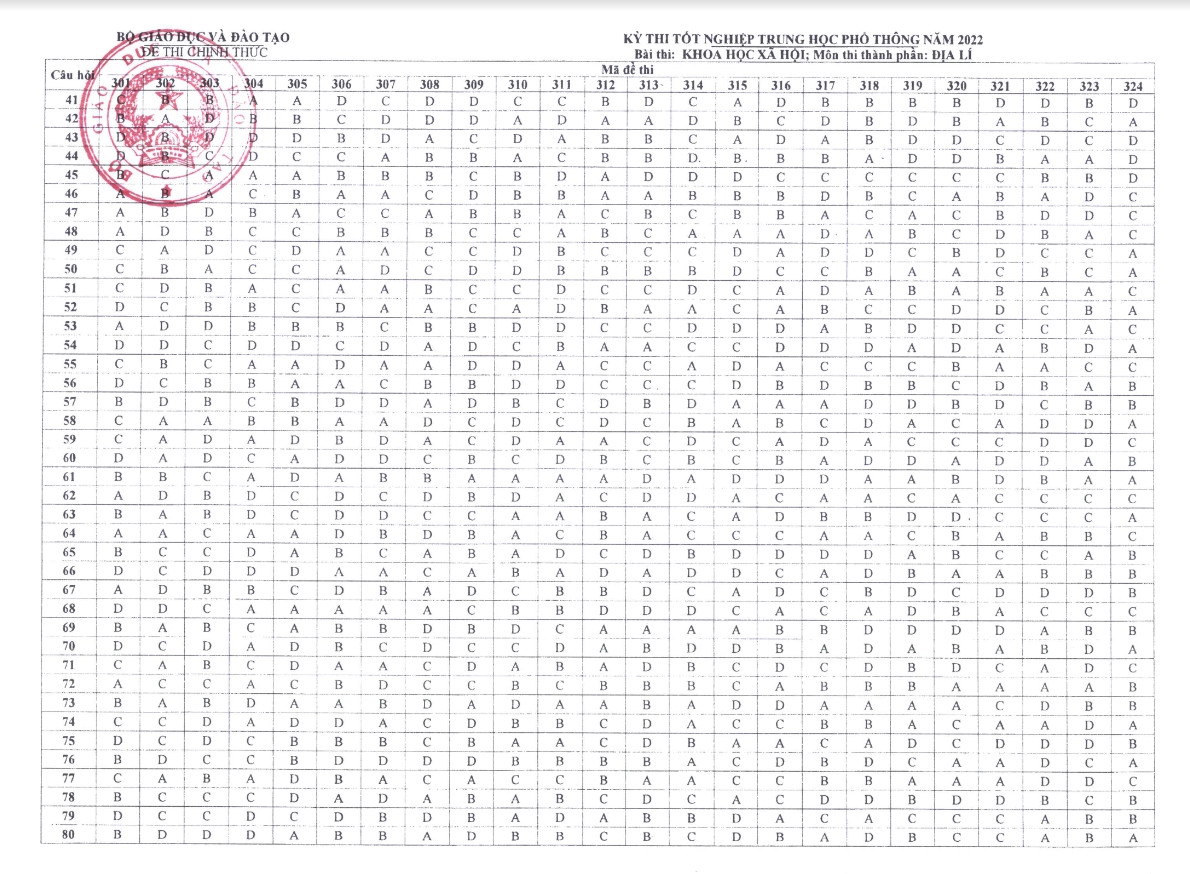 BỘ GIÁO DỤC VÀ ĐÀO TẠO
ĐỀ THI CHÍNH THỨC
KỲ THI TỐT NGHIỆP TRUNG HỌC PHỔ THÔNG NĂM 2022
Bài thi: KHOA HỌC XÃ HỘI; Môn thi thành phần: ĐỊA LÍ
Câu hỏi Mã đề thi
301 302 303 304 305 306 307 308 309 310 311 312 313 314 315 316 317 318 319 320 321 322 323 324
41 C B B A A D C D D C C B D C A D B B B B D D B D
42 B A D B B C D D D A D A A D B C D B D B A B C A
43 D B D D D B D A C D A B B C A D A B D D C D C D
44 D B C D C C A B B A C B B D B B B A D D B A A D
45 B C A A A B B B C B D A D D D C C C C C C B B D
46 A B A C B A A C D B B A A B B B D B C A B A D C
47 A B D B A C C A B B A C B C B B A C A C B D D C
48 A D B C C B B B C C A B C A A A D A B C D B A C
49 C A D C D A A C C D B C C C D A D D C B D C C A
50 C B A C C A D C D D B B B B D C C B A A C B C A
51 C D B A C A A B C C D C C D C A D A B A B A A C
52 D C B B C D A A C A D B A A C A B C C D D C B A
53 A D D B B B C B B D D C C D D D A B D D C C A C
54 D D C D D C D A D C B A A C C D D D A D A B D A
55 C B C A A D A A D D A C C A D A C C C B A A C C
56 D C B B A A C B B D D C C C D B D B B C D B A B
57 B D B C B D D A D B C D B D A A A D D B D C B B
58 C A A B B A A D C D C D C B A B C D A C A D D A
59 C A D A D B D A C D A A C D C A D A C C C D D C
60 D A D C A D D C B C D B C B C B A D D A D D A B
61 B B C A D A B B A A A A D A D D D A A B D B A A
62 A D B D C D C D B D A C D D A C A A C A C C C C
63 B A B D C D D C C A A B A C A D B B D D C C C A
64 A A C A A D B D B A C B A C C C A A C B A B B C
65 B C C D A B C A B A D C D B D D D D A B C C A B
66 D C D D D A A C A B A D A D D C A D B A A B B B
67 A D B B C D B A D C B B D C A D C B D C D D D B
68 D D C A A A A A C B B D D D C A C A D B A C C C
69 B A B C A B B D B D C A A A A B B D D D D A B B
70 D C D A D B C D C C D A B D D B A D A B A B D A
71 C A B C D A A C D A B A D B C D C D B D C A D C
72 A C C A C B D C C B C B B B C A B B B A A A A B
73 B A B D A A B D A D A A B A D D A A A A C D B B
74 C C D A D D A C D B B C D A C C B B A C A A D A
75 D C D C B B B C B A A C D B A A C A D C D D D B
76 B D C C B D D D D B B B B A C D B D C A A D C A
77 C A B A D B A C A C C B A A C C B B A A A D D C
78 B C C C D A D A B A B C D C A C D D B D D B C B
79 D C C D C D B D B A D A B B D A C A C C C A B B
80 B D D D A B B A D B B C B C D B A D B C C A B A